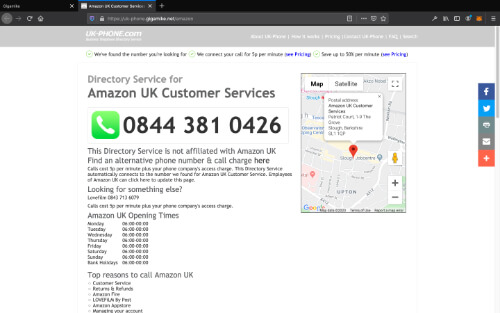 Gigamike
Amazon UK Customer Services
https://uk-phone.gigamike.net/amazon
UK-PHONE.com
About UK-Phone | How it works | Pricing | Contact UK-Phone | FAQ | Search
We've found the number you're looking for
We connect your call for 5p per minute (see Pricing)
Save up to 50% per minute (see Pricing)
Directory Service for
Amazon UK Customer Services
0844 381 0426
This Directory Service is not affiliated with Amazon UK
Find an alternative phone number & call charge here
Calls cost 5p per minute plus your phone company's access charge. This Directory Service
automatically connects to the number we found for Amazon UK Customer Service. Employees
of Amazon UK can click here to update this page.
Looking for something else?
Lovefilm 0843 713 6079
Calls cost 5p per minute plus your phone company's access charge.
Amazon UK Opening Times
Monday 06:00-00:00
Tuesday 06:00-00:00
Wednesday 06:00-00:00
Thursday 06:00-00:00
Friday 06:00-00:00
Saturday 06:00-00:00
Sunday 06:00-00:00
Bank Holidays 06:00-00:00
Top reasons to call Amazon UK
Customer Service
Returns & Refunds
Amazon Fire
LOVEFILM By Post
Amazon Appstore
Managing your account
Map
Satellite
Postal address
Amazon UK Customer
Services
Patriot Court, 1-9 The
Grove
Slough, Berkshire
SL1 1QP
Slough Jobcentre
UPTON
Google
Map data ©2020
Terms of Use
Report a map error